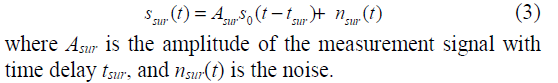 s_sur(t) = A_sur s_0(t − t_sur) + n_sur(t) (3)
where A_sur is the amplitude of the measurement signal with
time delay t_sur, and n_sur(t) is the noise.